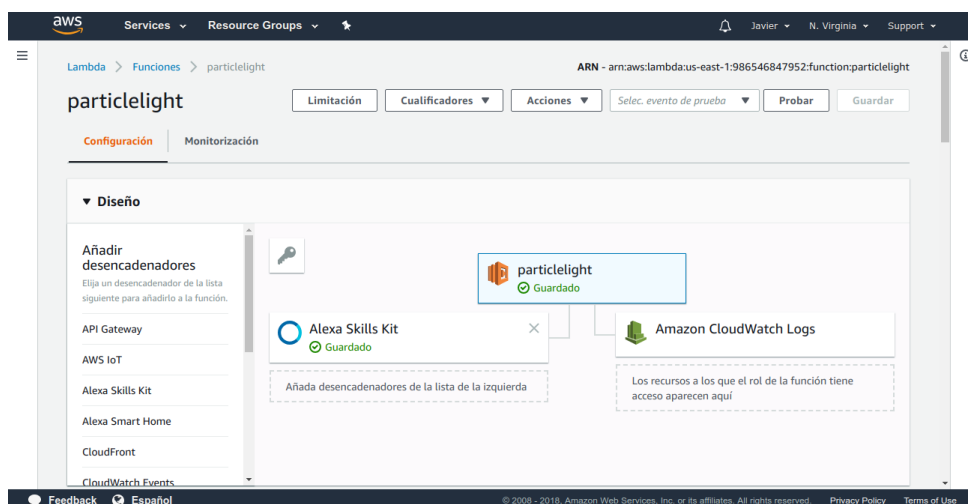 aws Services Resource Groups Javier N. Virginia Support
Lambda > Funciones > particlelight ARN - arn:aws:lambda:us-east-1:986546847952:function:particlelight
particlelight Limitación Cualificadores Acciones Selec. evento de prueba Probar Guardar
Configuración Monitorización
Diseño
Añadir
desencadenadores
Elija un desencadenador de la lista
siguiente para añadirlo a la función.
API Gateway
AWS IoT
Alexa Skills Kit
Alexa Smart Home
CloudFront
CloudWatch Events
particlelight
Guardado
Alexa Skills Kit
Guardado
Añada desencadenadores de la lista de la izquierda
Amazon CloudWatch Logs
Los recursos a los que el rol de la función tiene
acceso aparecen aquí
Feedback Español © 2008 - 2018, Amazon Web Services, Inc. or its affiliates. All rights reserved. Privacy Policy Terms of Use